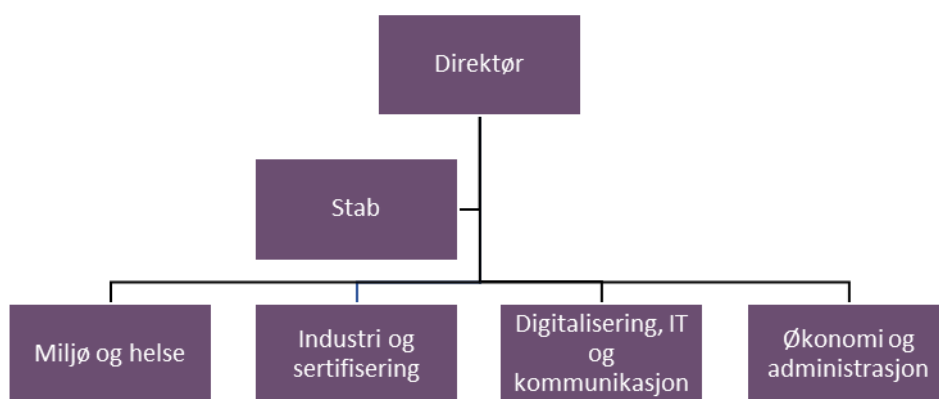 Direktør
Stab
Miljø og helse
Industri og
sertifisering
Digitalisering, IT
og
kommunikasjon
Økonomi og
administrasjon